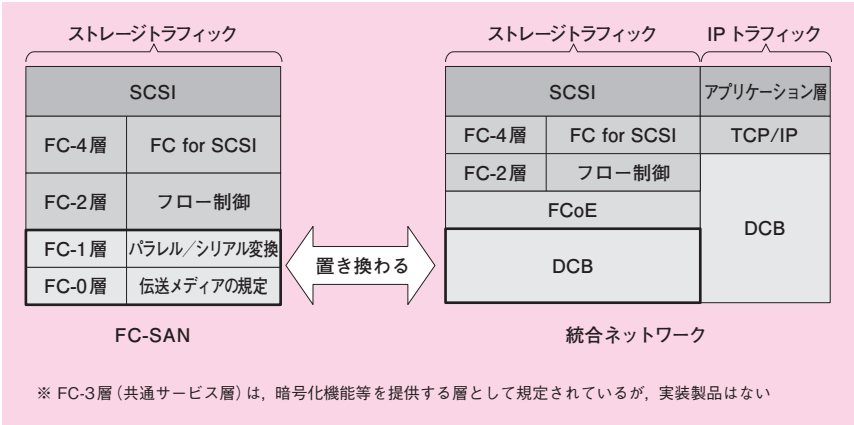 ストレージトラフィック
SCSI
FC-4層 FC for SCSI
FC-2層 フロー制御
FC-1層 パラレル／シリアル変換
FC-0層 伝送メディアの規定
FC-SAN
置き換わる
ストレージトラフィック IPトラフィック
SCSI アプリケーション層
FC-4層 FC for SCSI TCP/IP
FC-2層 フロー制御
FCoE
DCB
DCB
統合ネットワーク
※ FC-3層（共通サービス層）は，暗号化機能等を提供する層として規定されているが，実装製品はない